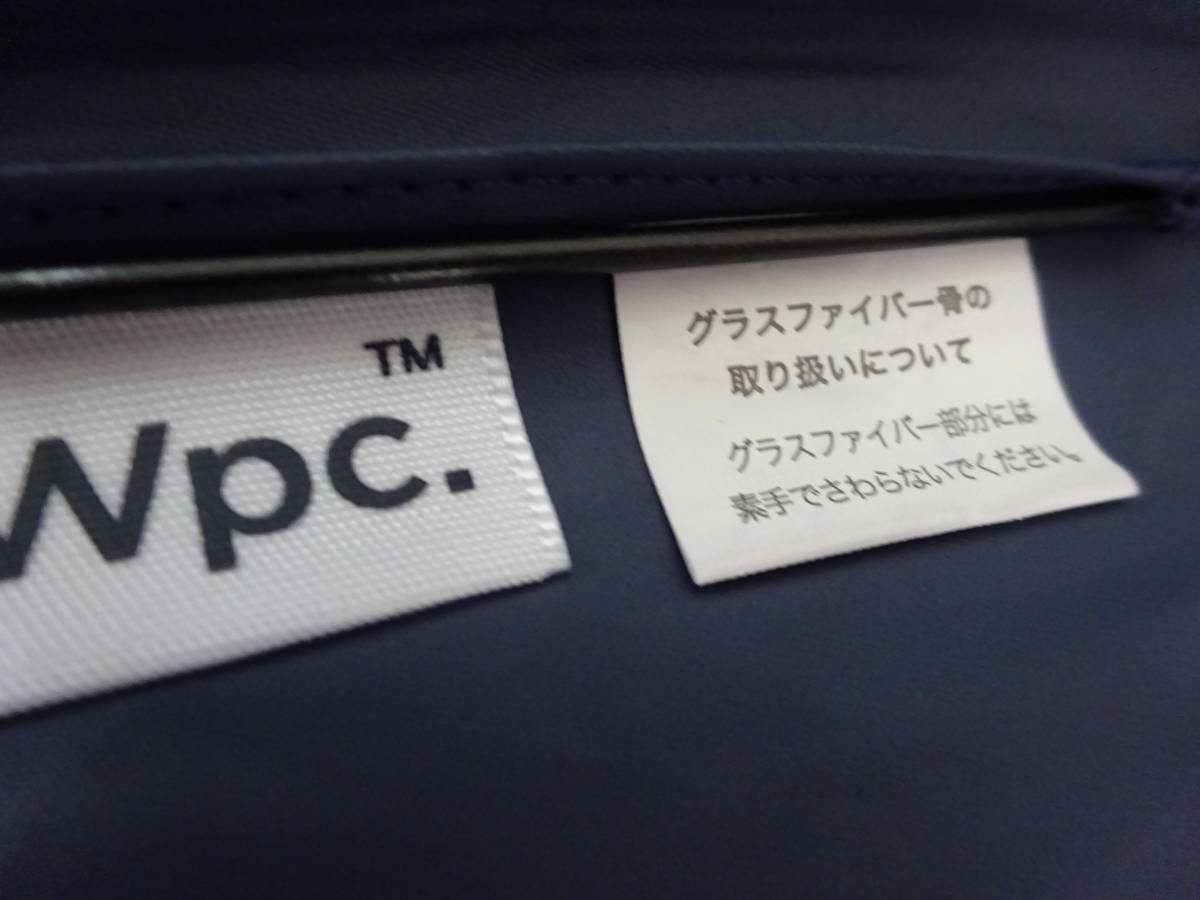 Wpc.
TM
グラスファイバー骨の
取り扱いについて
グラスファイバー部分には
素手でさわらないでください。